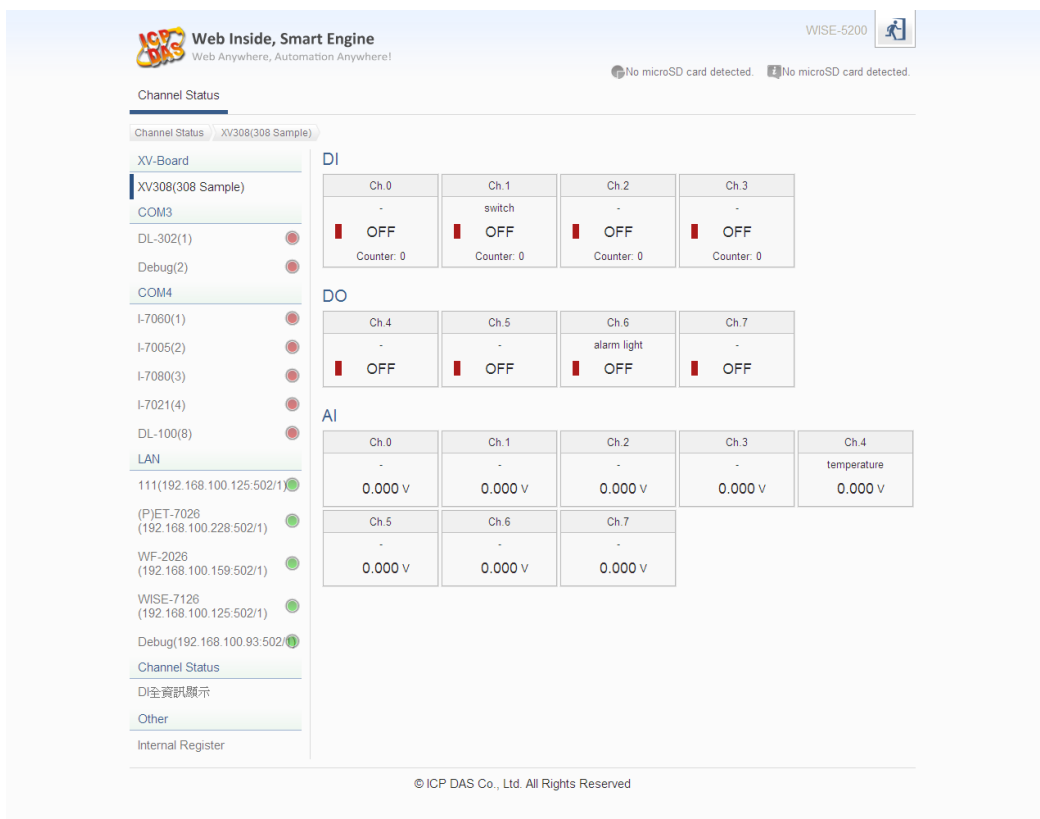 ICP DAS
Web Inside, Smart Engine
Web Anywhere, Automation Anywhere!
WISE-5200
No microSD card detected.
No microSD card detected.
Channel Status
Channel Status
XV308(308 Sample)
XV-Board
XV308(308 Sample)
COM3
DL-302(1)
Debug(2)
COM4
I-7060(1)
I-7005(2)
I-7080(3)
I-7021(4)
DL-100(8)
LAN
111(192.168.100.125:502/1)
(P)ET-7026
(192.168.100.228:502/1)
WF-2026
(192.168.100.159:502/1)
WISE-7126
(192.168.100.125:502/1)
Debug(192.168.100.93:502/1)
Channel Status
DI全資訊顯示
Other
Internal Register
DI
Ch.0 Ch.1 Ch.2 Ch.3
- switch - -
OFF OFF OFF OFF
Counter: 0 Counter: 0 Counter: 0 Counter: 0
DO
Ch.4 Ch.5 Ch.6 Ch.7
- - alarm light -
OFF OFF OFF OFF
AI
Ch.0 Ch.1 Ch.2 Ch.3 Ch.4
- - - - temperature
0.000 V 0.000 V 0.000 V 0.000 V 0.000 V
Ch.5 Ch.6 Ch.7
- - -
0.000 V 0.000 V 0.000 V
© ICP DAS Co., Ltd. All Rights Reserved